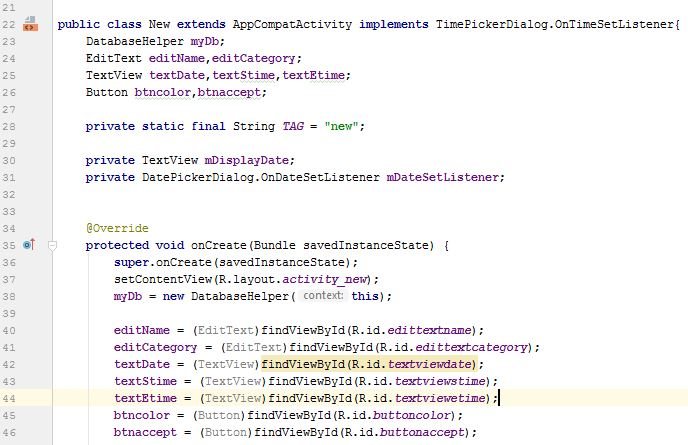 21
22 public class New extends AppCompatActivity implements TimePickerDialog.OnTimeSetListener{
23 DatabaseHelper myDb;
24 EditText editName,editCategory;
25 TextView textDate,textStime,textEtime;
26 Button btncolor,btnaccept;
27
28 private static final String TAG = "new";
29
30 private TextView mDisplayDate;
31 private DatePickerDialog.OnDateSetListener mDateSetListener;
32
33
34 @Override
35 protected void onCreate(Bundle savedInstanceState) {
36 super.onCreate(savedInstanceState);
37 setContentView(R.layout.activity_new);
38 myDb = new DatabaseHelper( context: this);
39
40 editName = (EditText)findViewById(R.id.edittextname);
41 editCategory = (EditText)findViewById(R.id.edittextcategory);
42 textDate = (TextView)findViewById(R.id.textviewdate);
43 textStime = (TextView)findViewById(R.id.textviewstime);
44 textEtime = (TextView)findViewById(R.id.textviewetime);
45 btncolor = (Button)findViewById(R.id.buttoncolor);
46 btnaccept = (Button)findViewById(R.id.buttonaccept);